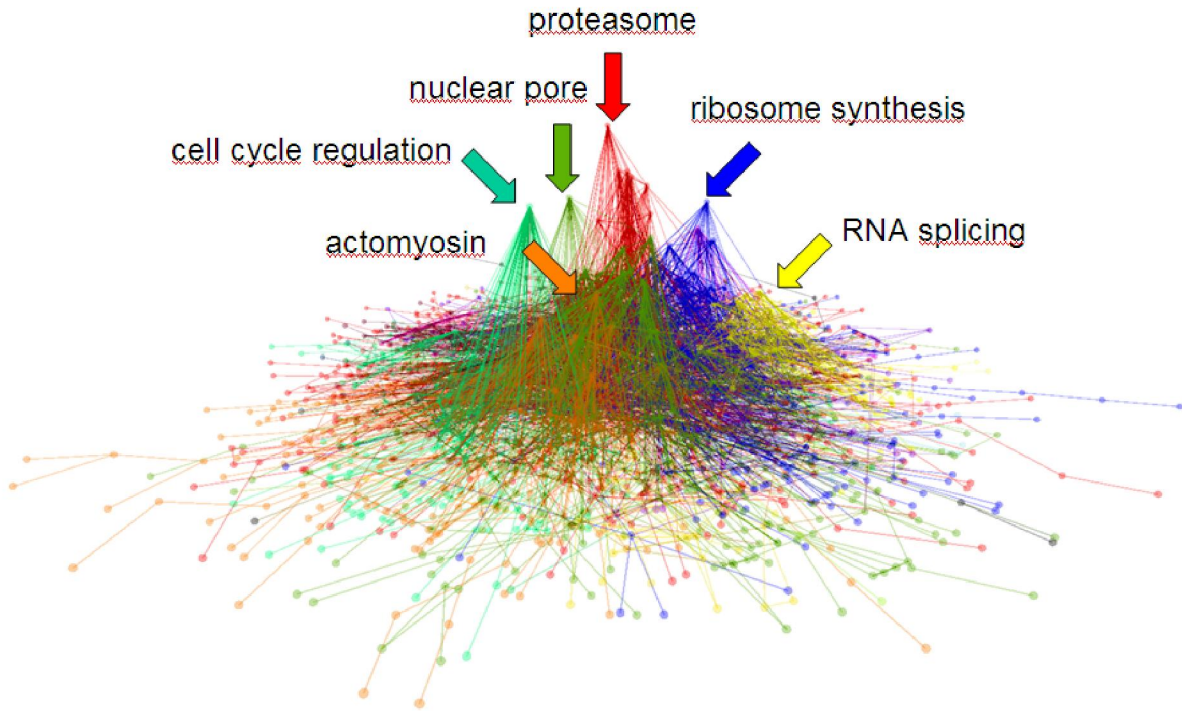 proteasome
nuclear pore
ribosome synthesis
cell cycle regulation
actomyosin
RNA splicing